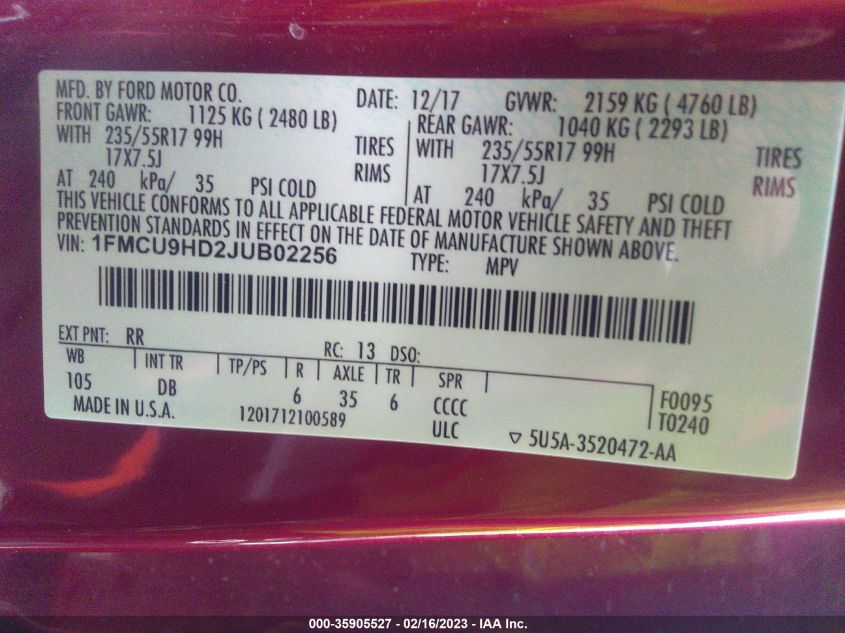 MFD. BY FORD MOTOR CO. DATE: 12/17 GVWR: 2159 KG ( 4760 LB)
FRONT GAWR: 1125 KG ( 2480 LB) REAR GAWR: 1040 KG ( 2293 LB)
WITH 235/55R17 99H TIRES WITH 235/55R17 99H TIRES
17X7.5J RIMS 17X7.5J RIMS
AT 240 kPa/ 35 PSI COLD AT 240 kPa/ 35 PSI COLD
THIS VEHICLE CONFORMS TO ALL APPLICABLE FEDERAL MOTOR VEHICLE SAFETY AND THEFT
PREVENTION STANDARDS IN EFFECT ON THE DATE OF MANUFACTURE SHOWN ABOVE.
VIN: 1FMCU9HD2JUB02256 TYPE: MPV
EXT PNT: RR RC: 13 DSO:
WB INT TR TP/PS R AXLE TR SPR
105 DB 6 35 6 CCCC F0095
MADE IN U.S.A. 1201712100589 ULC T0240
▽ 5U5A-3520472-AA
000-35905527 - 02/16/2023 - IAA Inc.